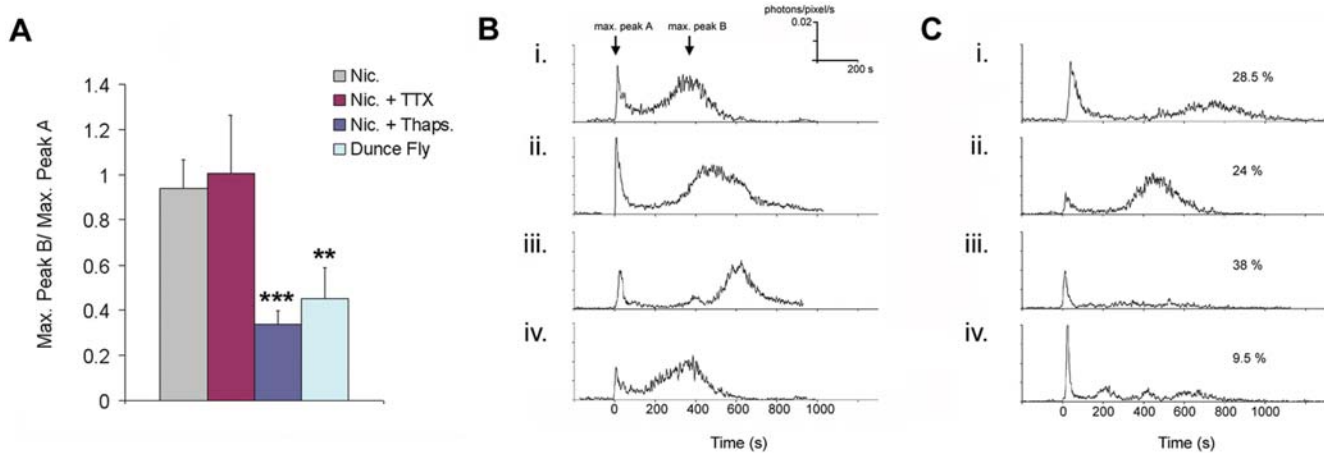 A
Max. Peak B/ Max. Peak A
1.4
1.2
1
0.8
0.6
0.4
0.2
0
Nic.
Nic. + TTX
Nic. + Thaps.
Dunce Fly
***
**
B
max. peak A
max. peak B
photons/pixel/s
0.02
200 s
i.
ii.
iii.
iv.
0 200 400 600 800 1000
Time (s)
C
i.
28.5 %
ii.
24 %
iii.
38 %
iv.
9.5 %
0 200 400 600 800 1000
Time (s)